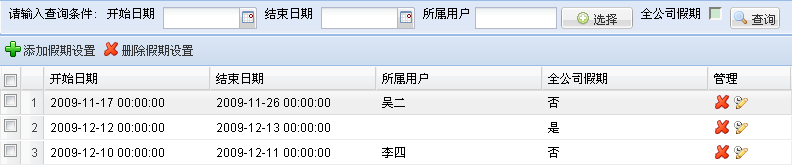 请输入查询条件: 开始日期 结束日期 所属用户 选择 全公司假期 查询
添加假期设置 删除假期设置
开始日期 结束日期 所属用户 全公司假期 管理
1 2009-11-17 00:00:00 2009-11-26 00:00:00 吴二 否
2 2009-12-12 00:00:00 2009-12-13 00:00:00 是
3 2009-12-10 00:00:00 2009-12-11 00:00:00 李四 否